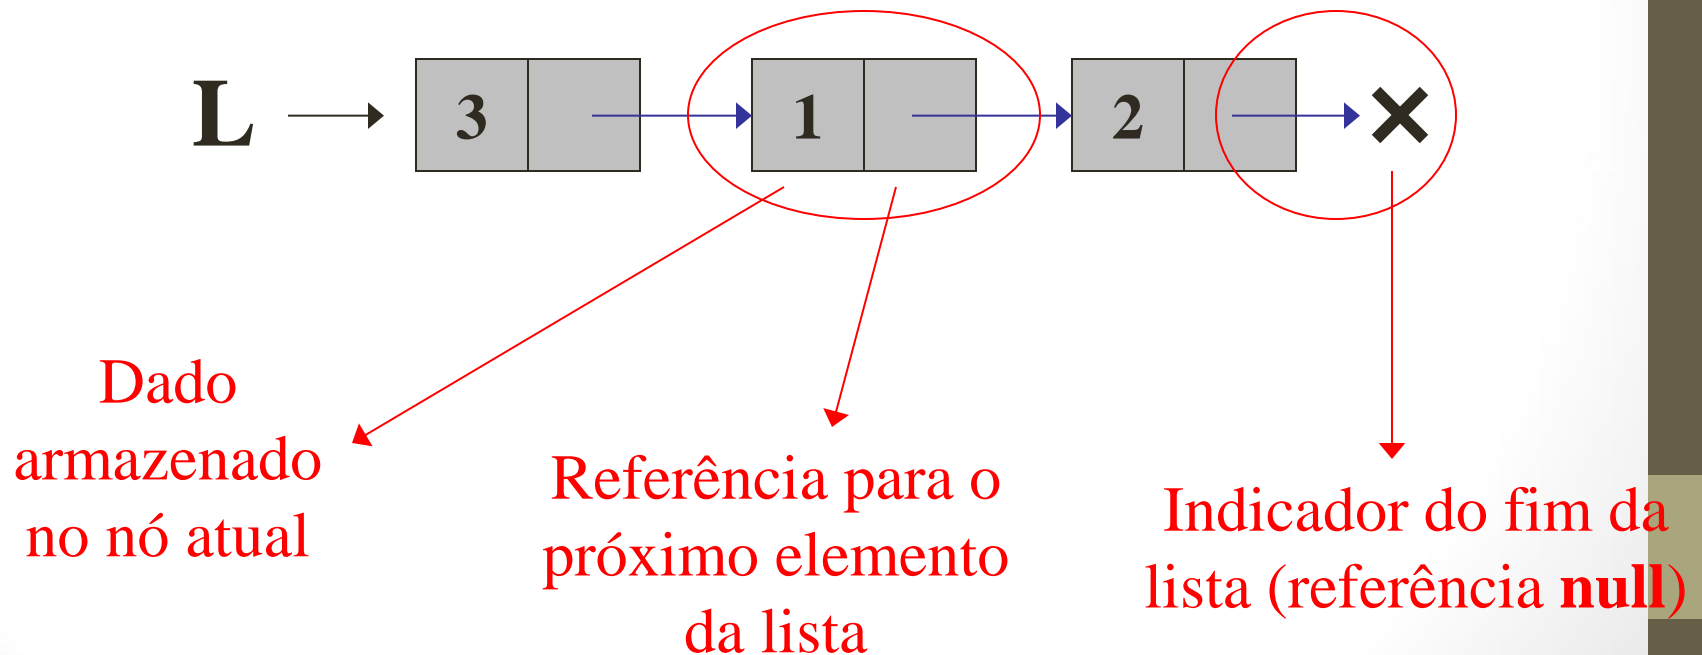 L 3 1 2
Dado
armazenado
no nó atual
Referência para o
próximo elemento
da lista
Indicador do fim da
lista (referência null)